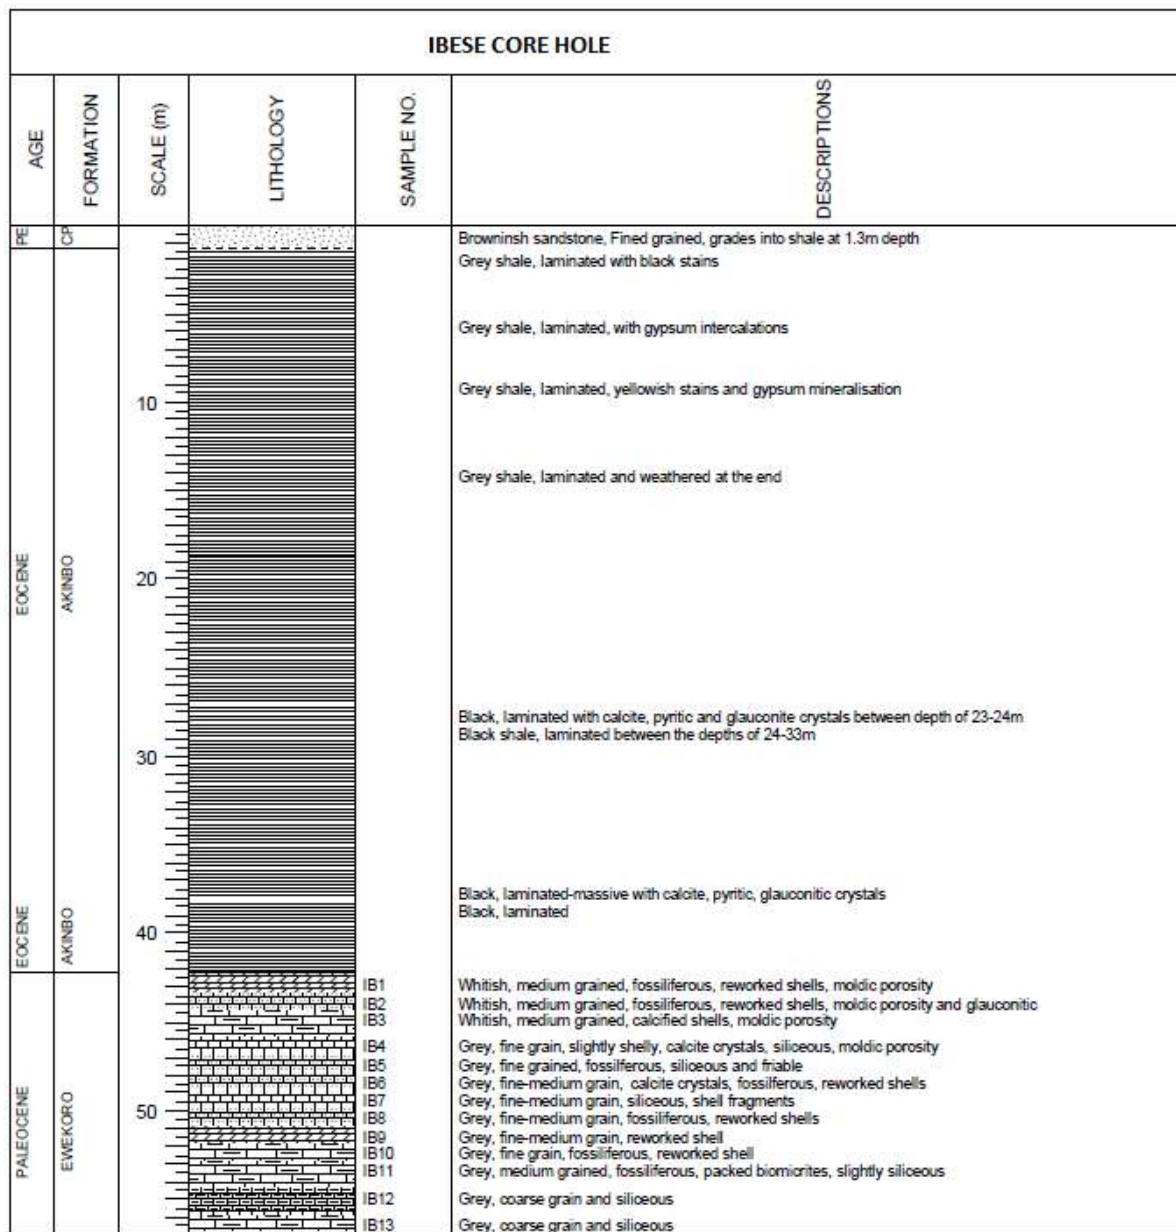 IBESE CORE HOLE
AGE
FORMATION
SCALE (m)
LITHOLOGY
SAMPLE NO.
DESCRIPTIONS
PE
CP
Browninsh sandstone, Fined grained, grades into shale at 1.3m depth
Grey shale, laminated with black stains
Grey shale, laminated, with gypsum intercalations
Grey shale, laminated, yellowish stains and gypsum mineralisation
10
Grey shale, laminated and weathered at the end
EOCENE
AKINBO
20
Black, laminated with calcite, pyritic and glauconite crystals between depth of 23-24m
Black shale, laminated between the depths of 24-33m
30
Black, laminated-massive with calcite, pyritic, glauconitic crystals
Black, laminated
EOCENE
AKINBO
40
IB1 Whitish, medium grained, fossiliferous, reworked shells, moldic porosity
IB2 Whitish, medium grained, fossiliferous, reworked shells, moldic porosity and glauconitic
IB3 Whitish, medium grained, calcified shells, moldic porosity
IB4 Grey, fine grain, slightly shelly, calcite crystals, siliceous, moldic porosity
IB5 Grey, fine grained, fossilferous, siliceous and friable
IB6 Grey, fine-medium grain, calcite crystals, fossilferous, reworked shells
IB7 Grey, fine-medium grain, siliceous, shell fragments
50
IB8 Grey, fine-medium grain, fossiliferous, reworked shells
PALEOCENE
EWEKORO
IB9 Grey, fine-medium grain, reworked shell
IB10 Grey, fine grain, fossiliferous, reworked shell
IB11 Grey, medium grained, fossiliferous, packed biomicrites, slightly siliceous
IB12 Grey, coarse grain and siliceous
IB13 Grey, coarse grain and siliceous